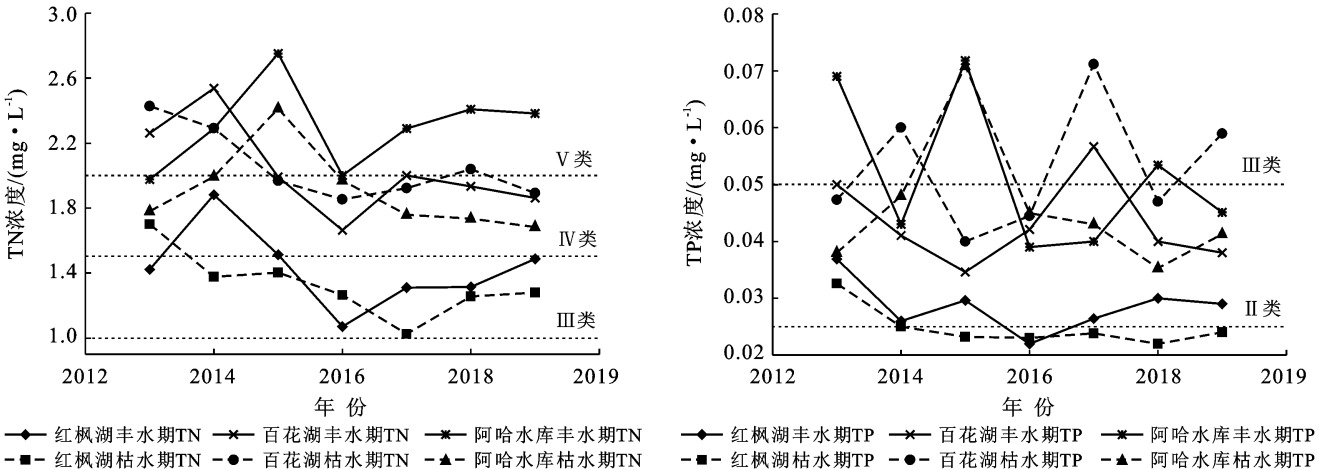 3.0
2.6
2.2
1.8
1.4
1.0
TN浓度/(mg·L⁻¹)
Ⅴ类
Ⅳ类
Ⅲ类
2012 2014 2016 2018 2019
年 份
红枫湖丰水期TN 百花湖丰水期TN 阿哈水库丰水期TN
红枫湖枯水期TN 百花湖枯水期TN 阿哈水库枯水期TN
0.08
0.07
0.06
0.05
0.04
0.03
0.02
TP浓度/(mg·L⁻¹)
Ⅲ类
Ⅱ类
2012 2014 2016 2018 2019
年 份
红枫湖丰水期TP 百花湖丰水期TP 阿哈水库丰水期TP
红枫湖枯水期TP 百花湖枯水期TP 阿哈水库枯水期TP